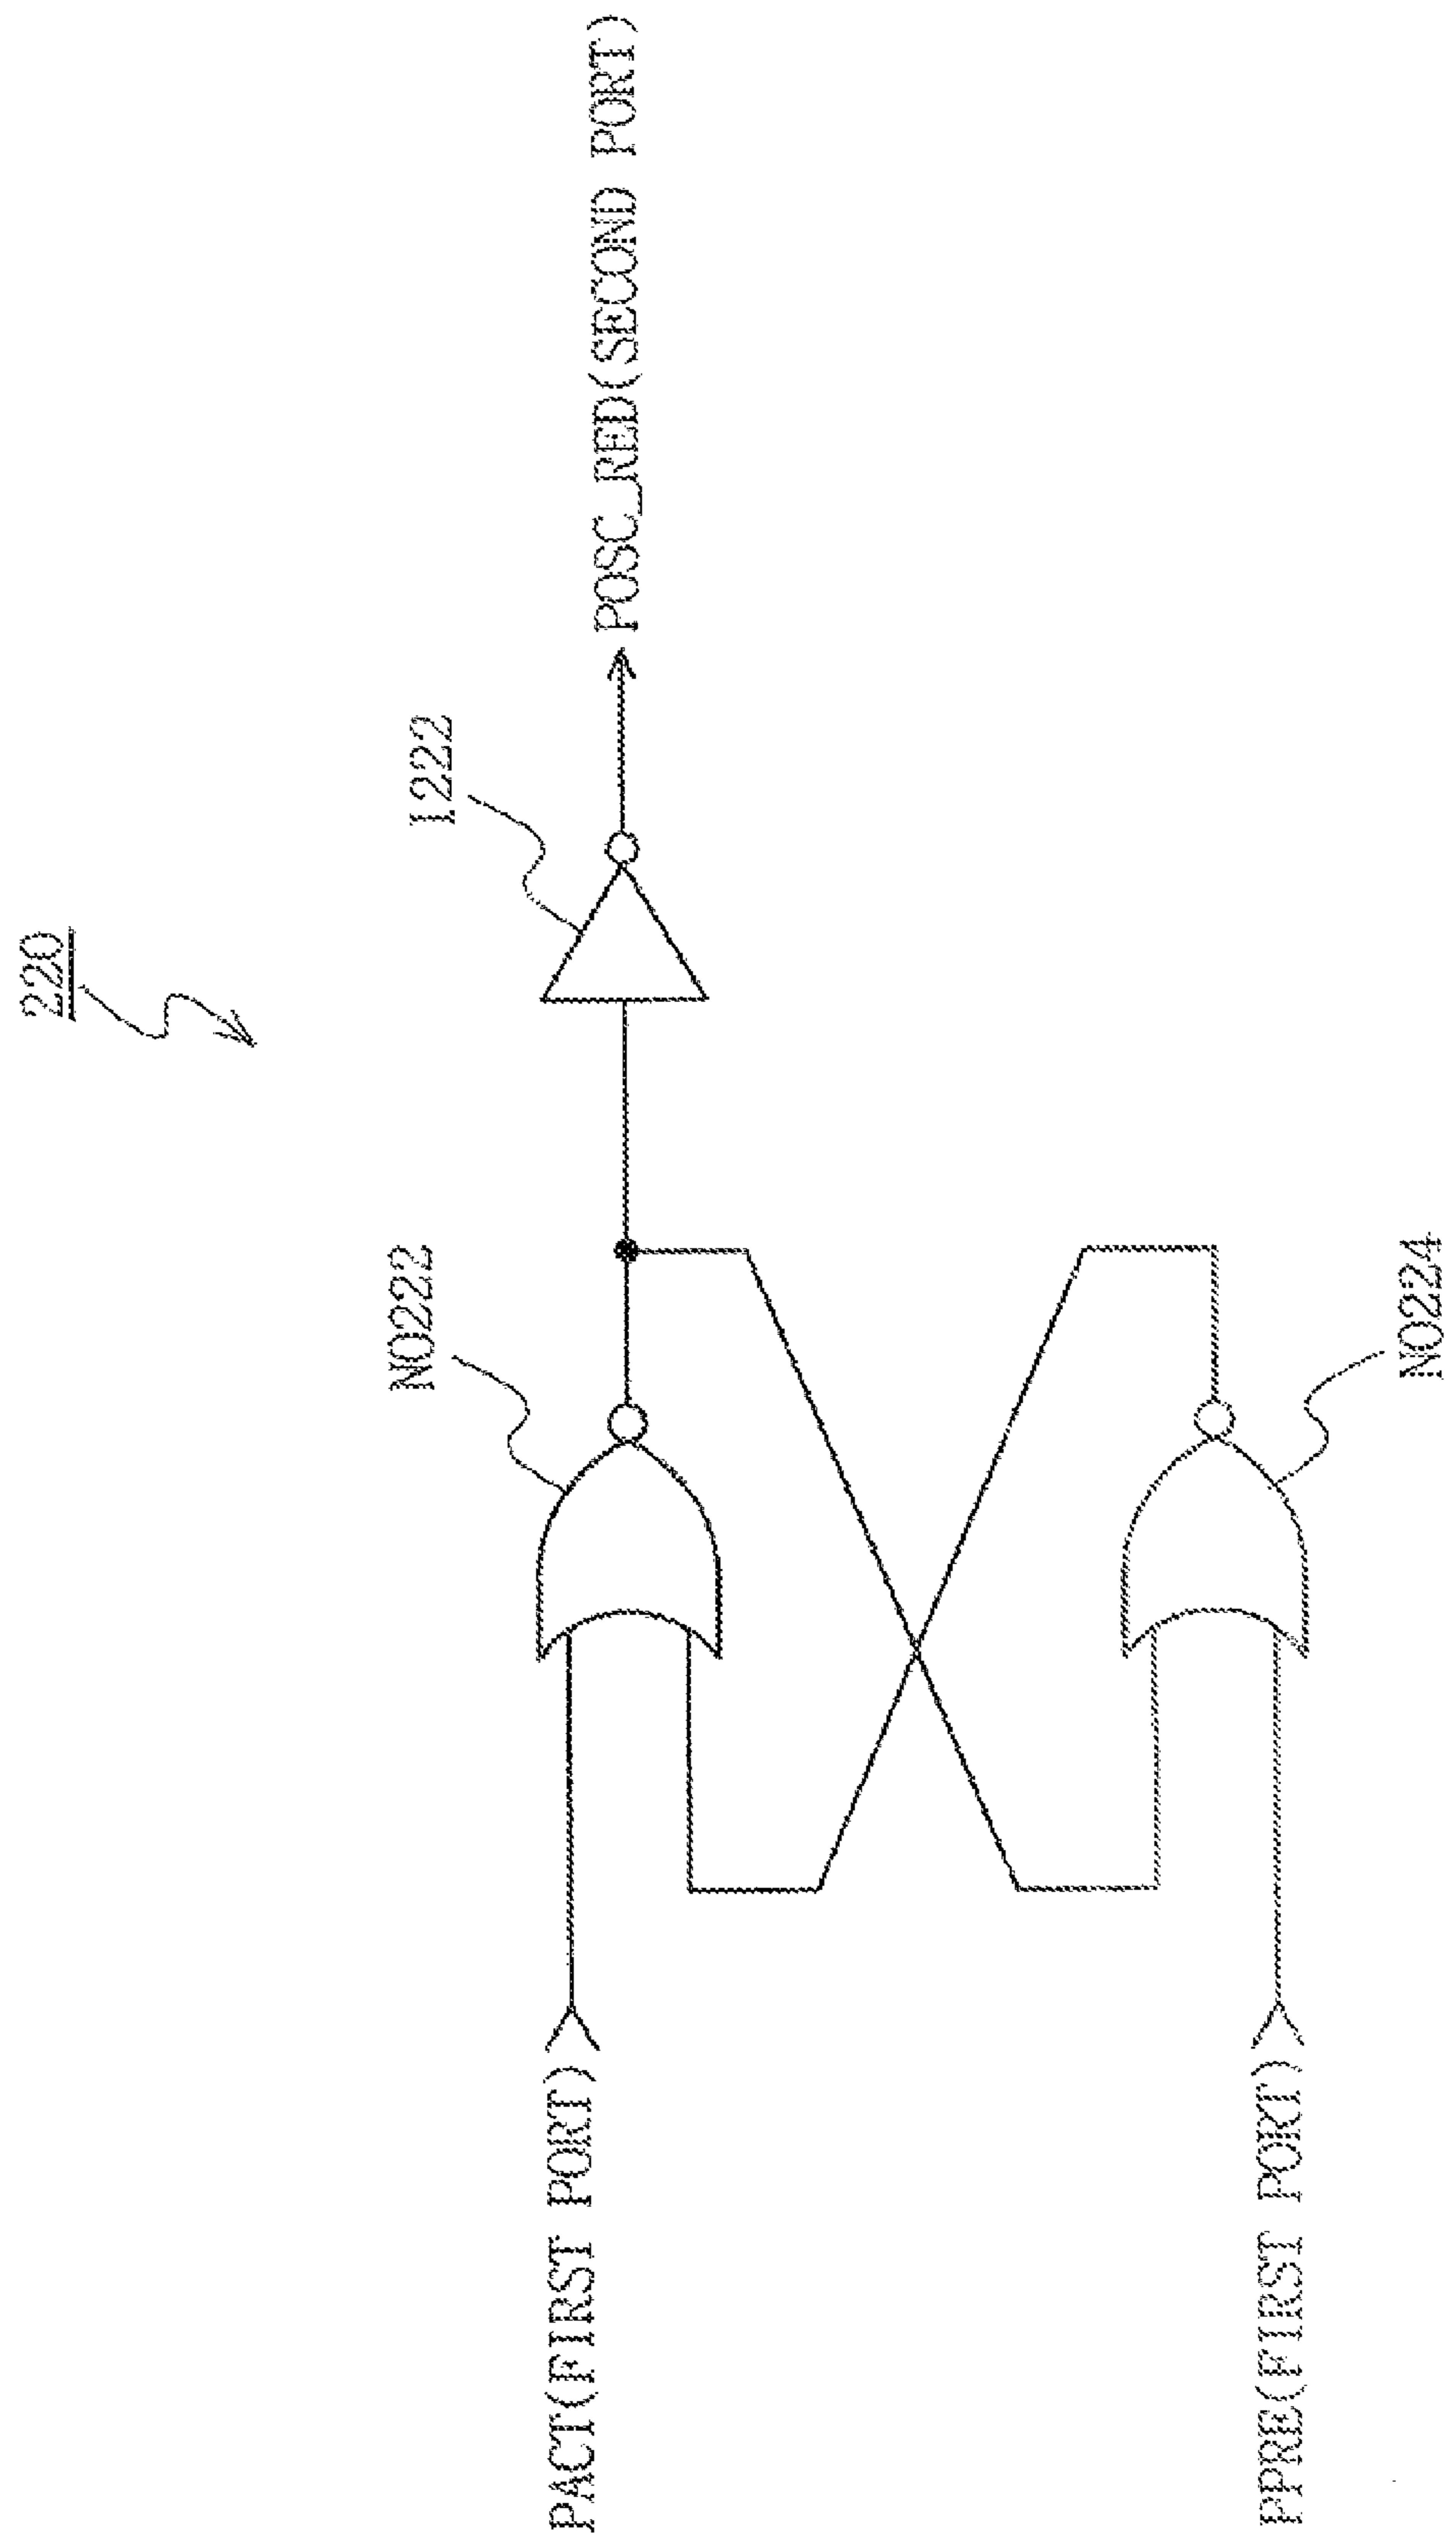 220
PACT(FIRST PORT)
NO222
I222
POSC_RED(SECOND PORT)
PPRE(FIRST PORT)
NO224